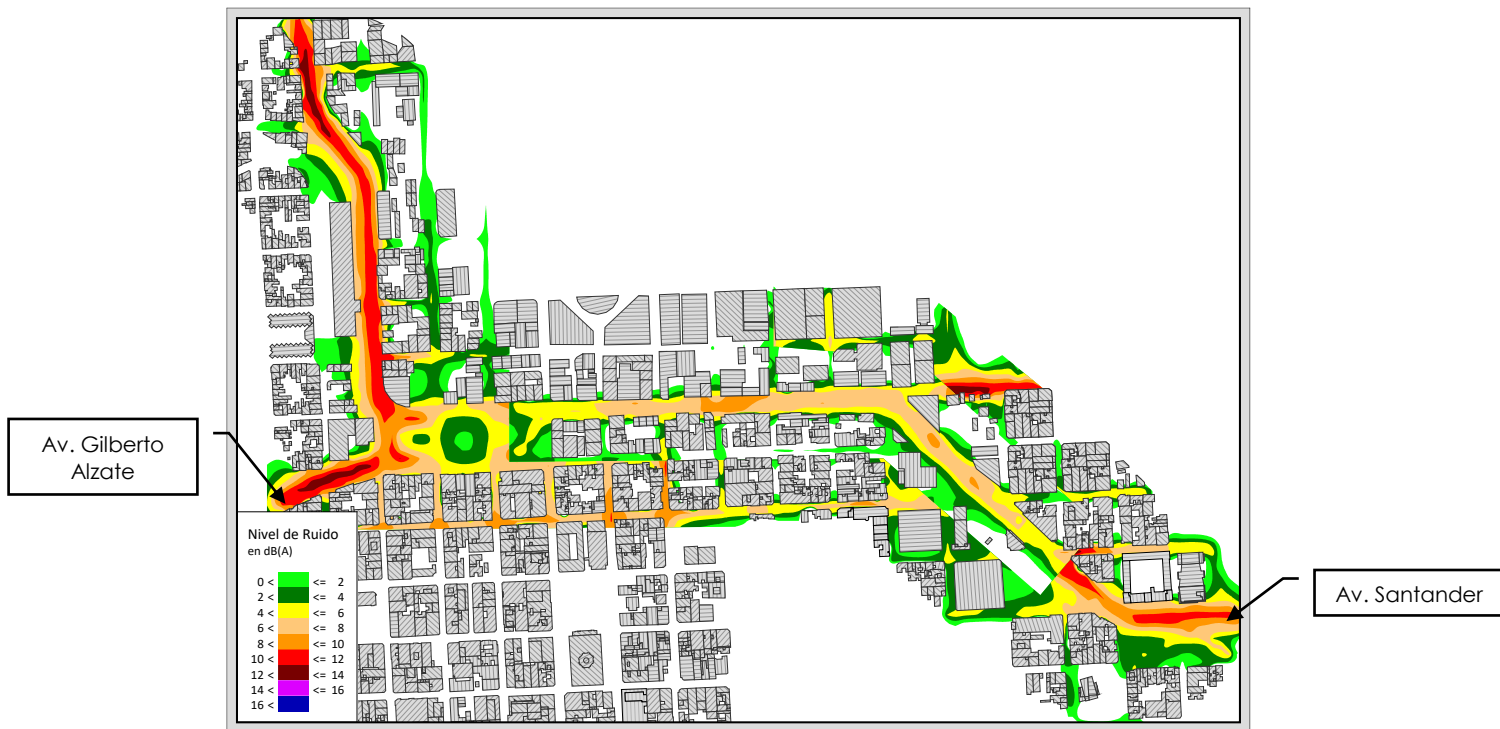 Av. Gilberto
Alzate
Nivel de Ruido
en dB(A)
0 < <= 2
2 < <= 4
4 < <= 6
6 < <= 8
8 < <= 10
10 < <= 12
12 < <= 14
14 < <= 16
16 <
Av. Santander